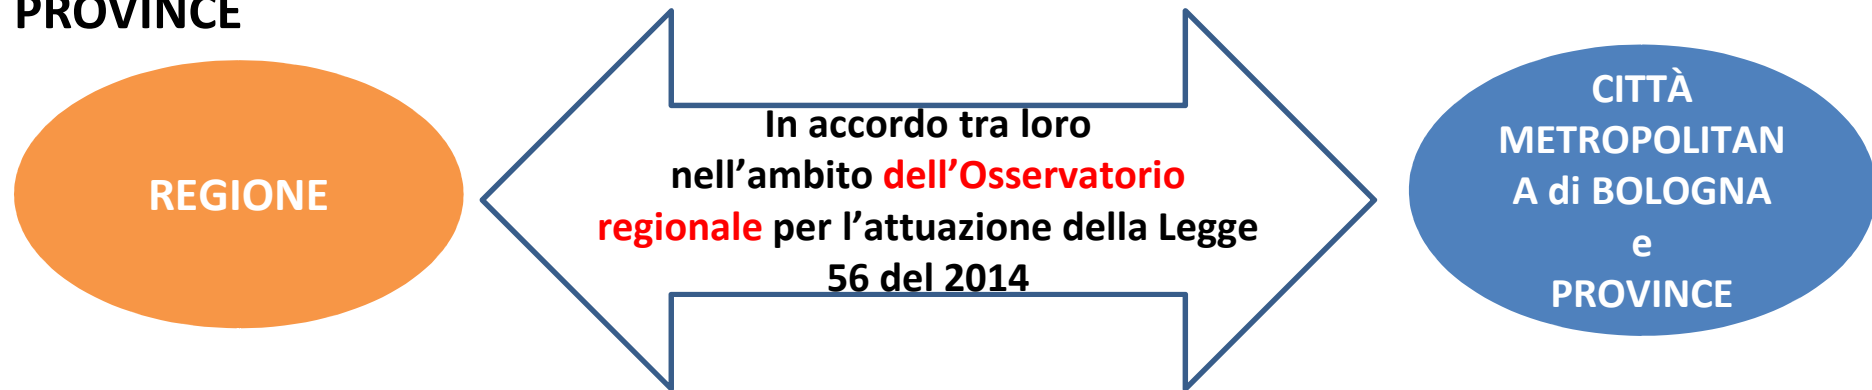 PROVINCE
REGIONE
In accordo tra loro
nell’ambito dell’Osservatorio
regionale per l’attuazione della Legge
56 del 2014
CITTÀ
METROPOLITAN
A di BOLOGNA
e
PROVINCE